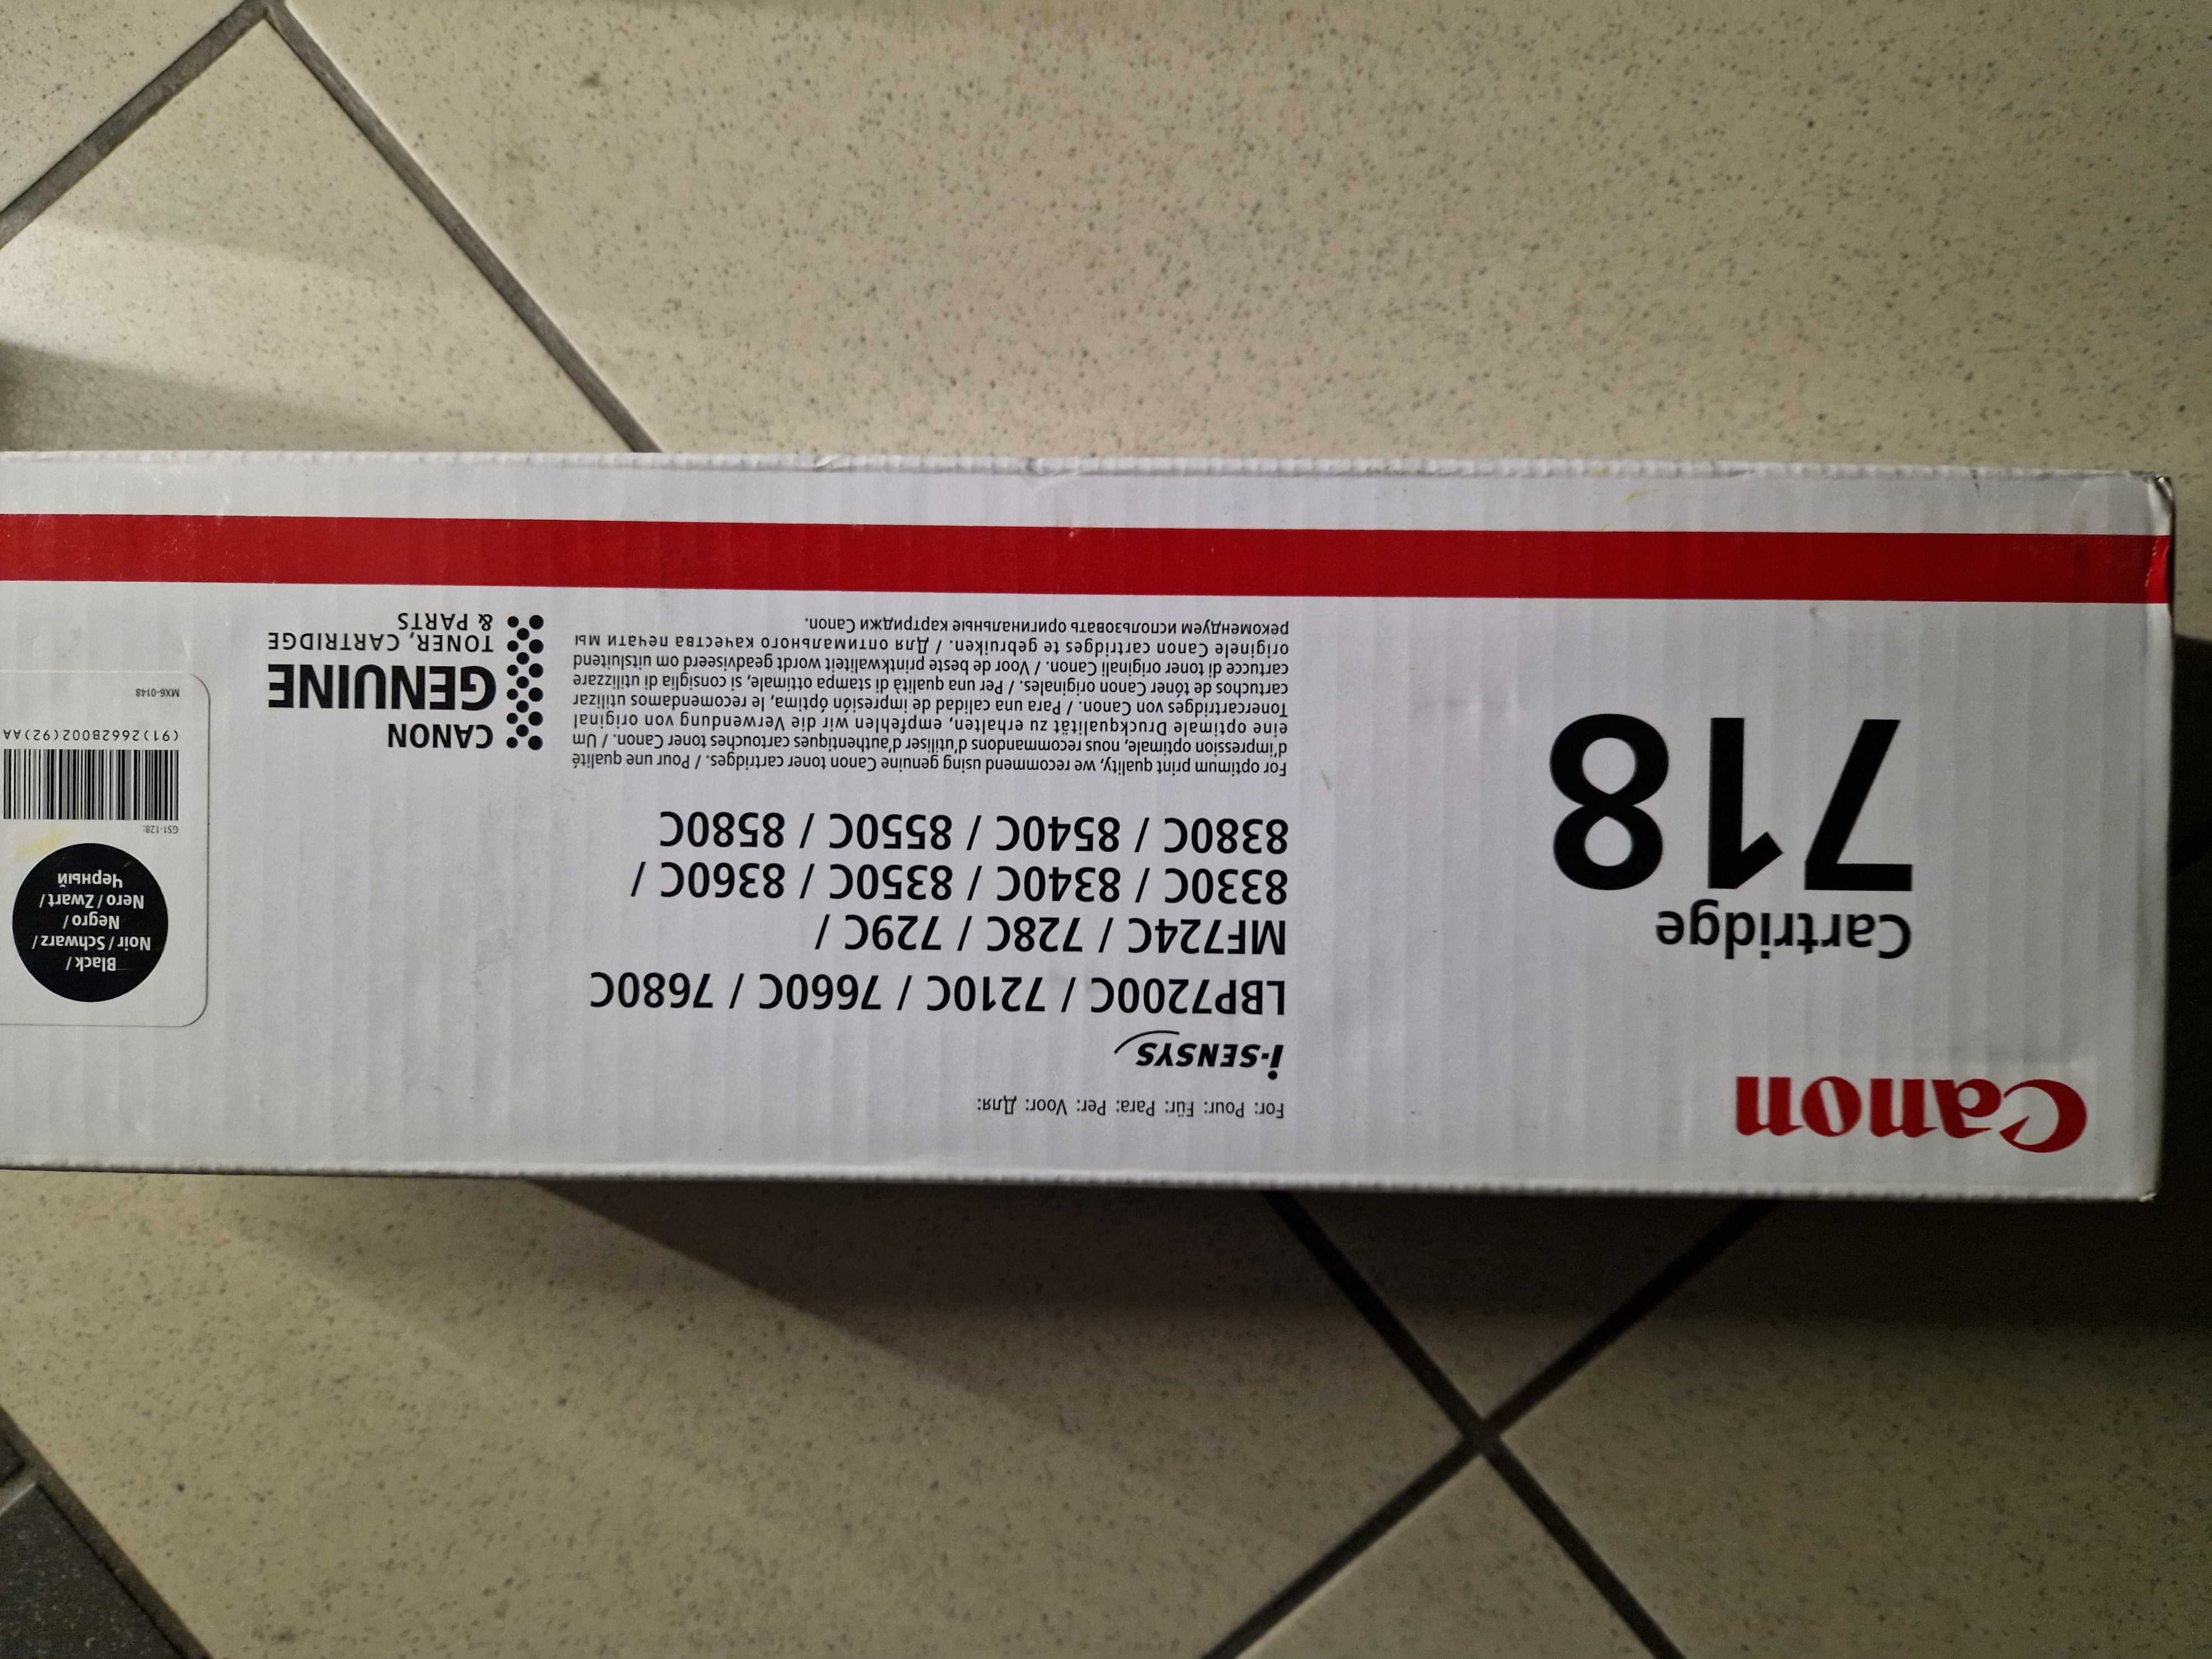 Canon
Cartridge
718
For: Pour: Für: Para: Per: Voor: Для:
i-SENSYS
LBP7200C / 7210C / 7660C / 7680C
MF724C / 728C / 729C /
8330C / 8340C / 8350C / 8360C /
8380C / 8540C / 8550C / 8580C
For optimum print quality, we recommend using genuine Canon toner cartridges. / Pour une qualité
d'impression optimale, nous recommandons d'utiliser d'authentiques cartouches toner Canon. / Um
eine optimale Druckqualität zu erhalten, empfehlen wir die Verwendung von original
Tonercartridges von Canon. / Para una calidad de impresión óptima, le recomendamos utilizar
cartuchos de tóner Canon originales. / Per una qualità di stampa ottimale, si consiglia di utilizzare
cartucce di toner originali Canon. / Voor de beste printkwaliteit wordt geadviseerd om uitsluitend
originele Canon cartridges te gebruiken. / Для оптимального качества печати мы
рекомендуем использовать оригинальные картриджи Canon.
CANON
GENUINE
TONER, CARTRIDGE
& PARTS
Black /
Noir / Schwarz /
Negro /
Nero / Zwart /
Черный
GS1-128:
(91)2662B002(92)AA
MX6-0148